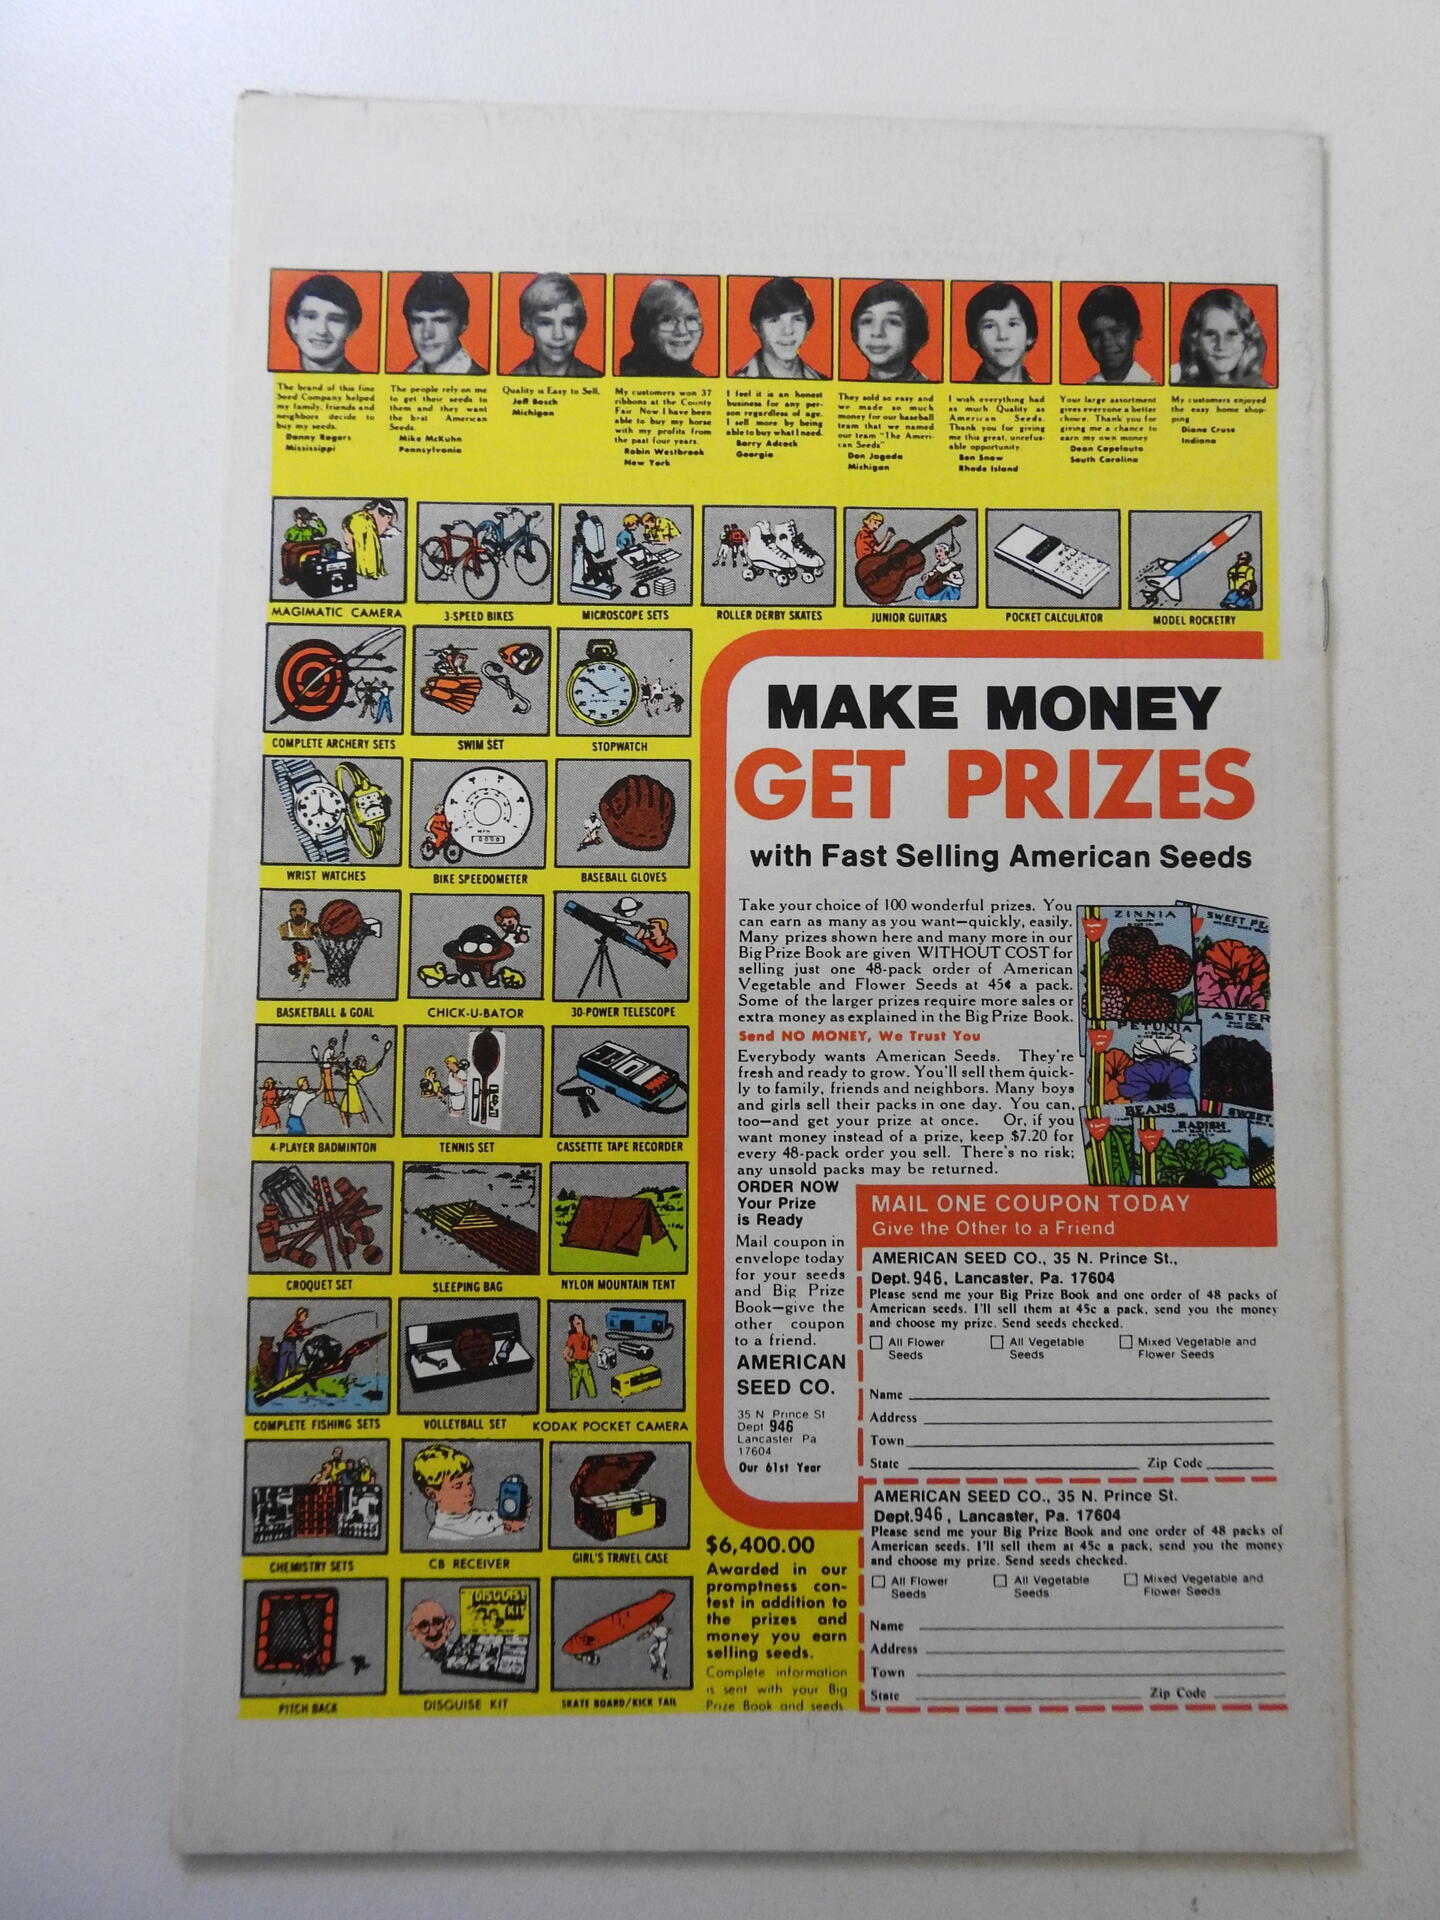 The brand of this fine
Seed Company helped
my family, friends and
neighbors decide to
buy my seeds.
Danny Rogers
Mississippi
The people rely on me
to get their seeds to
them and they want
the best American
Seeds.
Mike McKuhn
Pennsylvania
Quality is Easy to Sell.
Jeff Bosch
Michigan
My customers won 37
ribbons at the County
Fair Now I have been
able to buy my horse
with my profits from
the past four years.
Robin Westbrook
New York
I feel it is an honest
business for any per-
son regardless of age.
I sell more by being
able to buy what I need.
Barry Adcock
Georgia
They sold so easy and
we made so much
money for our baseball
team that we named
our team "The Ameri-
can Seeds"
Don Jagoda
Michigan
I wish everything had
as much Quality as
American Seeds.
Thank you for giving
me this great, unrefus-
able opportunity.
Ben Snow
Rhode Island
Your large assortment
gives everyone a better
choice. Thank you for
giving me a chance to
earn my own money
Dean Capelouto
South Carolina
My customers enjoyed
the easy home shop-
ping
Diane Cruse
Indiana
MAGIMATIC CAMERA
3-SPEED BIKES
MICROSCOPE SETS
ROLLER DERBY SKATES
JUNIOR GUITARS
POCKET CALCULATOR
MODEL ROCKETRY
COMPLETE ARCHERY SETS
SWIM SET
STOPWATCH
WRIST WATCHES
BIKE SPEEDOMETER
BASEBALL GLOVES
BASKETBALL & GOAL
CHICK-U-BATOR
30-POWER TELESCOPE
4-PLAYER BADMINTON
TENNIS SET
CASSETTE TAPE RECORDER
CROQUET SET
SLEEPING BAG
NYLON MOUNTAIN TENT
COMPLETE FISHING SETS
VOLLEYBALL SET
KODAK POCKET CAMERA
CHEMISTRY SETS
CB RECEIVER
GIRL'S TRAVEL CASE
PITCH BACK
DISGUISE KIT
DISGUISE KIT
SKATE BOARD/KICK TAIL
MAKE MONEY
GET PRIZES
with Fast Selling American Seeds
Take your choice of 100 wonderful prizes. You
can earn as many as you want—quickly, easily.
Many prizes shown here and many more in our
Big Prize Book are given WITHOUT COST for
selling just one 48-pack order of American
Vegetable and Flower Seeds at 45¢ a pack.
Some of the larger prizes require more sales or
extra money as explained in the Big Prize Book.
Send NO MONEY, We Trust You
Everybody wants American Seeds. They're
fresh and ready to grow. You'll sell them quick-
ly to family, friends and neighbors. Many boys
and girls sell their packs in one day. You can,
too—and get your prize at once. Or, if you
want money instead of a prize, keep $7.20 for
every 48-pack order you sell. There's no risk;
any unsold packs may be returned.
ZINNIA
SWEET PE
PETUNIA
ASTER
BEANS
RADISH
SWEET
ORDER NOW
Your Prize
is Ready
Mail coupon in
envelope today
for your seeds
and Big Prize
Book—give the
other coupon
to a friend.
AMERICAN
SEED CO.
35 N Prince St
Dept 946
Lancaster Pa
17604
Our 61st Year
$6,400.00
Awarded in our
promptness con-
test in addition to
the prizes and
money you earn
selling seeds.
Complete information
is sent with your Big
Prize Book and seeds
MAIL ONE COUPON TODAY
Give the Other to a Friend
AMERICAN SEED CO., 35 N. Prince St.,
Dept. 946, Lancaster, Pa. 17604
Please send me your Big Prize Book and one order of 48 packs of
American seeds. I'll sell them at 45c a pack, send you the money
and choose my prize. Send seeds checked.
All Flower Seeds
All Vegetable Seeds
Mixed Vegetable and Flower Seeds
Name
Address
Town
State Zip Code
AMERICAN SEED CO., 35 N. Prince St.
Dept. 946, Lancaster, Pa. 17604
Please send me your Big Prize Book and one order of 48 packs of
American seeds. I'll sell them at 45c a pack, send you the money
and choose my prize. Send seeds checked.
All Flower Seeds
All Vegetable Seeds
Mixed Vegetable and Flower Seeds
Name
Address
Town
State Zip Code